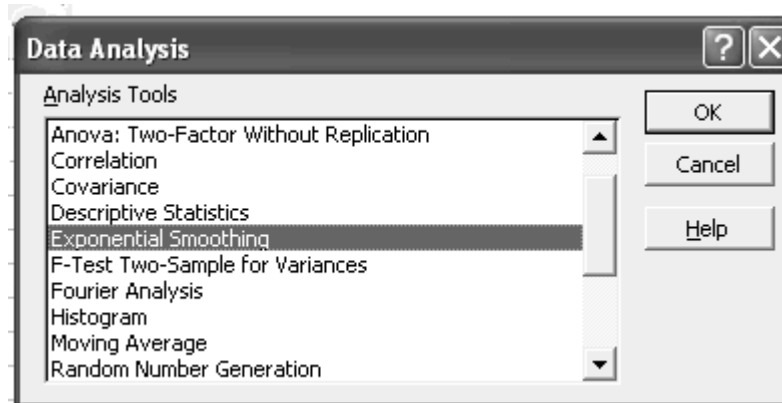 Data Analysis
Analysis Tools
Anova: Two-Factor Without Replication
Correlation
Covariance
Descriptive Statistics
Exponential Smoothing
F-Test Two-Sample for Variances
Fourier Analysis
Histogram
Moving Average
Random Number Generation
OK
Cancel
Help